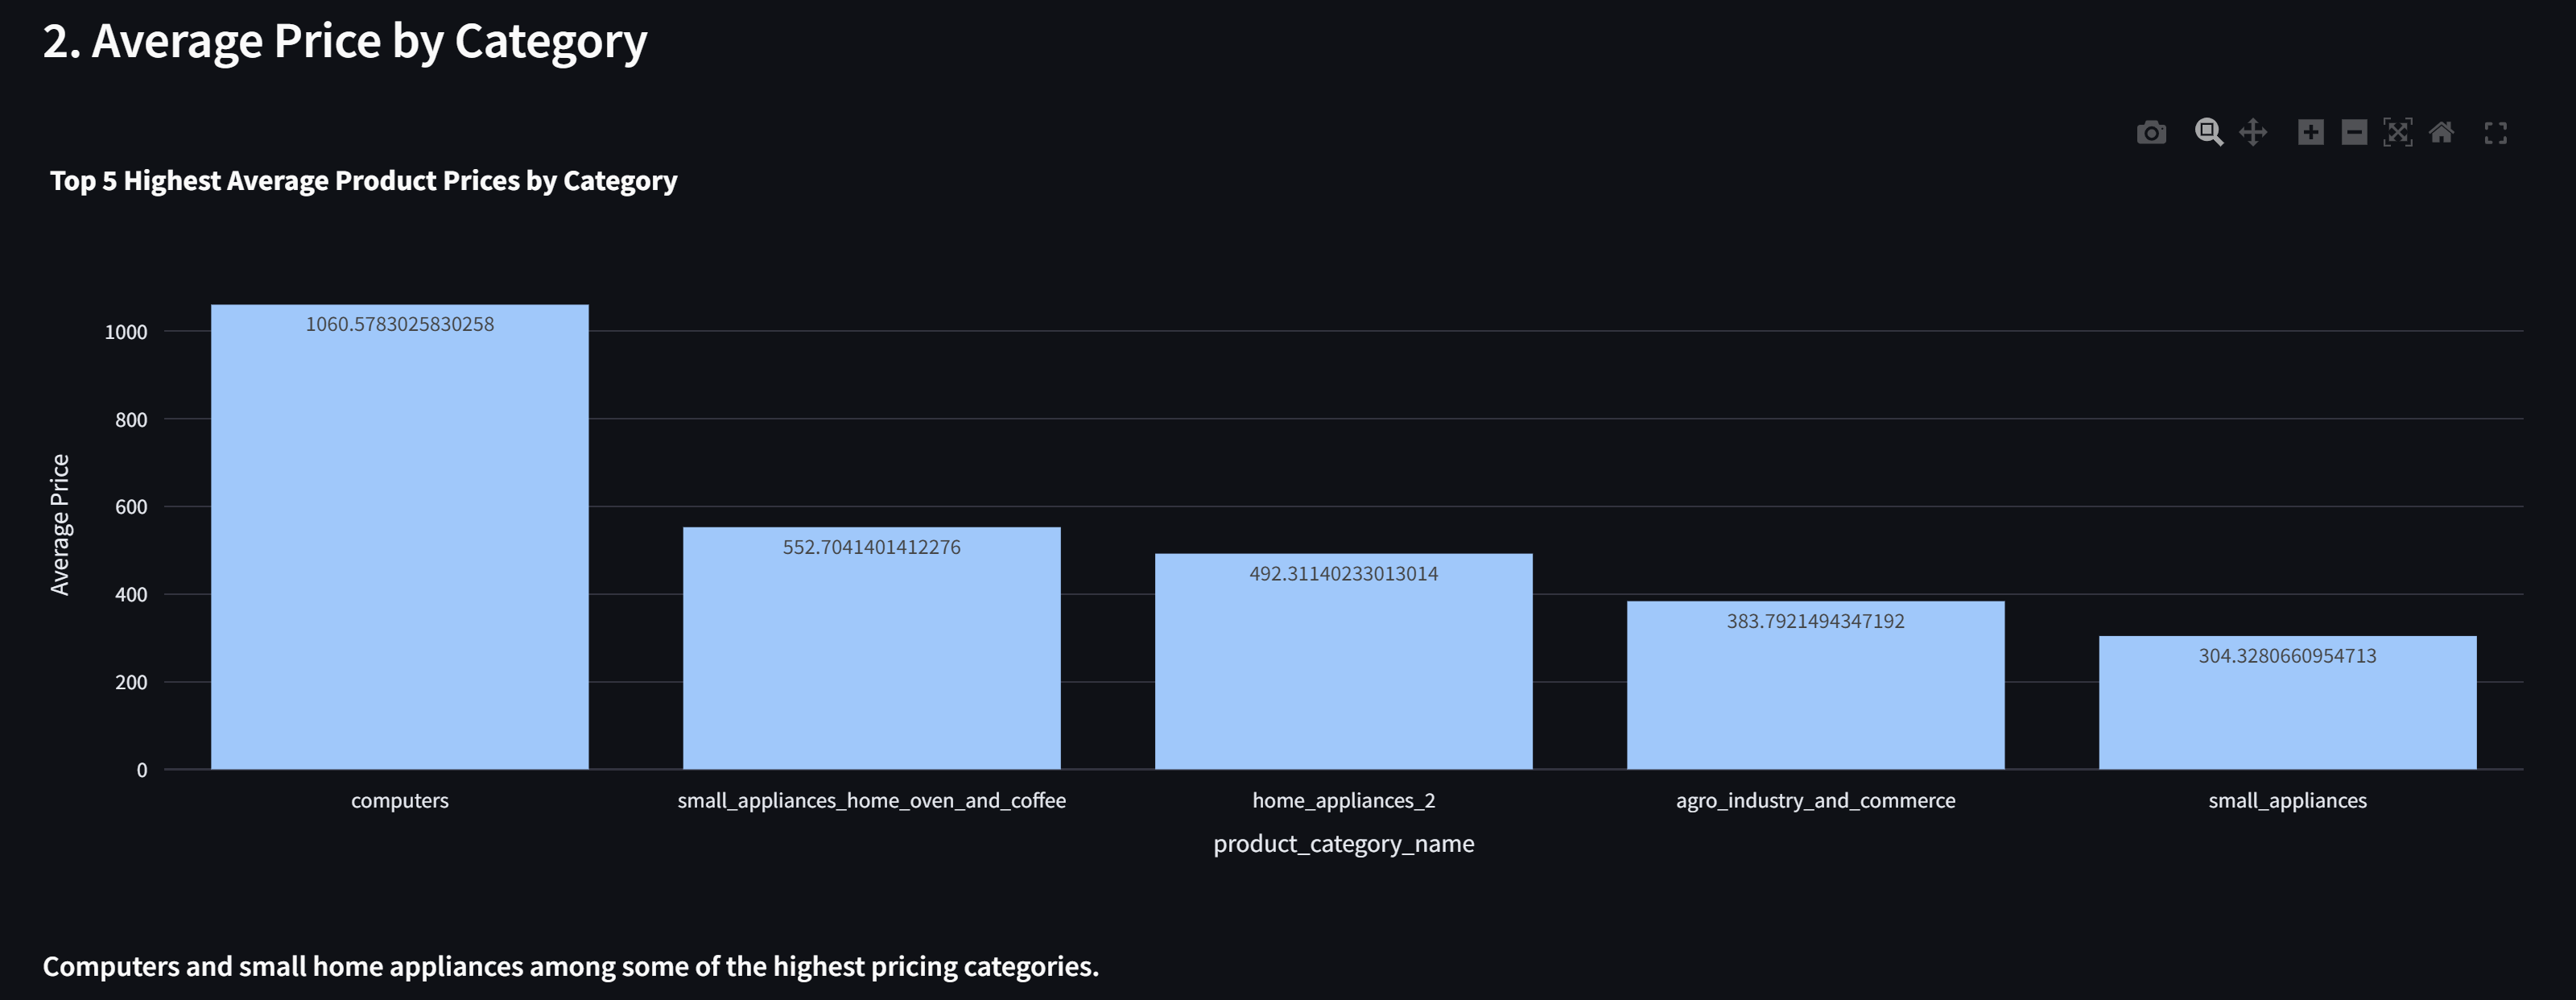 2. Average Price by Category
Top 5 Highest Average Product Prices by Category
1000
800
600
400
200
0
Average Price
1060.5783025830258
552.7041401412276
492.31140233013014
383.7921494347192
304.3280660954713
computers
small_appliances_home_oven_and_coffee
home_appliances_2
agro_industry_and_commerce
small_appliances
product_category_name
Computers and small home appliances among some of the highest pricing categories.